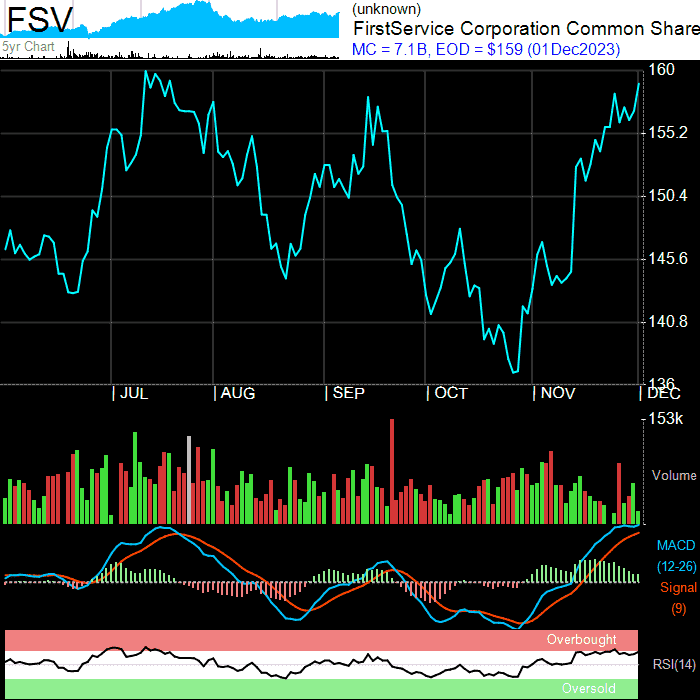 FSV
5yr Chart
(unknown)
FirstService Corporation Common Share
MC = 7.1B, EOD = $159 (01Dec2023)
160
155.2
150.4
145.6
140.8
136
JUL
AUG
SEP
OCT
NOV
DEC
153k
Volume
MACD
(12-26)
Signal
(9)
Overbought
RSI(14)
Oversold